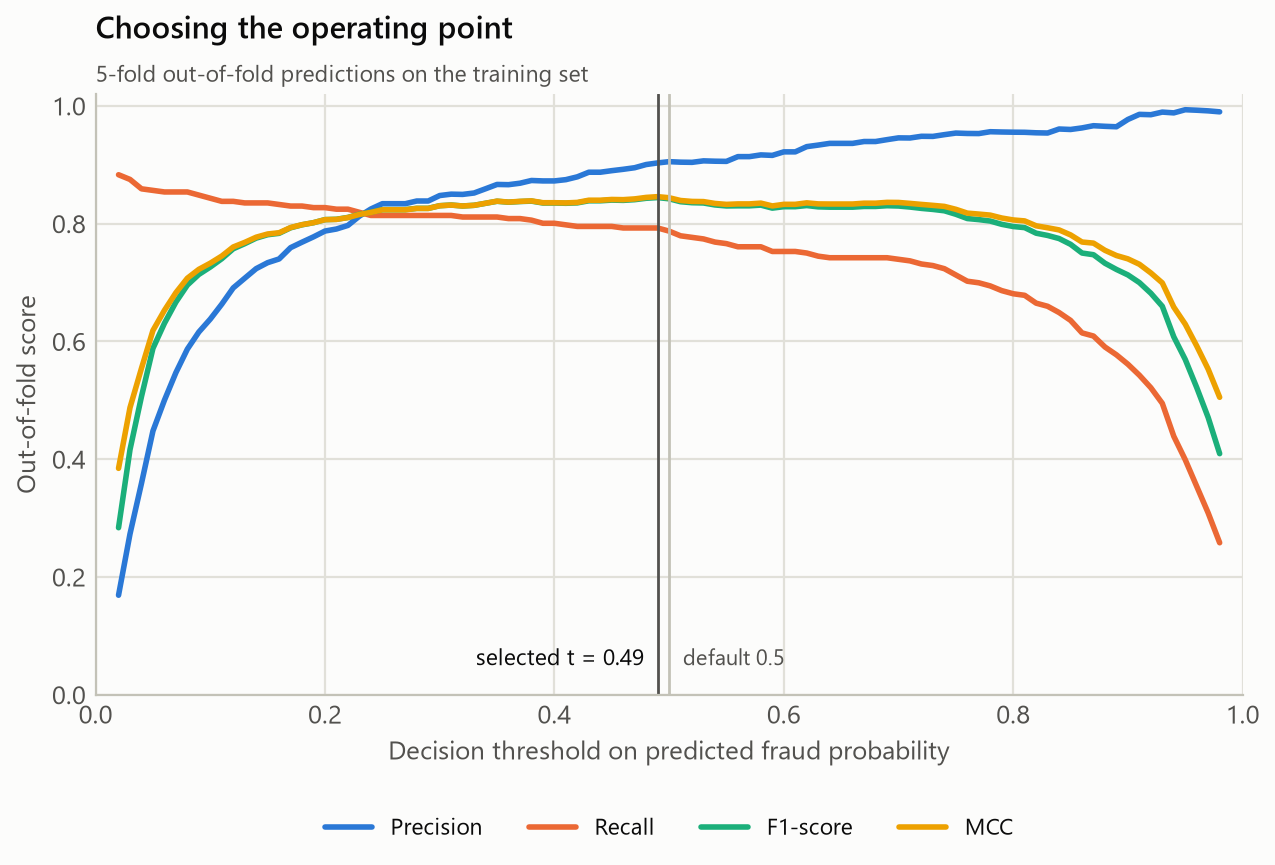 Choosing the operating point
5-fold out-of-fold predictions on the training set
1.0
0.8
0.6
0.4
0.2
0.0
Out-of-fold score
selected t = 0.49
default 0.5
0.0 0.2 0.4 0.6 0.8 1.0
Decision threshold on predicted fraud probability
Precision Recall F1-score MCC